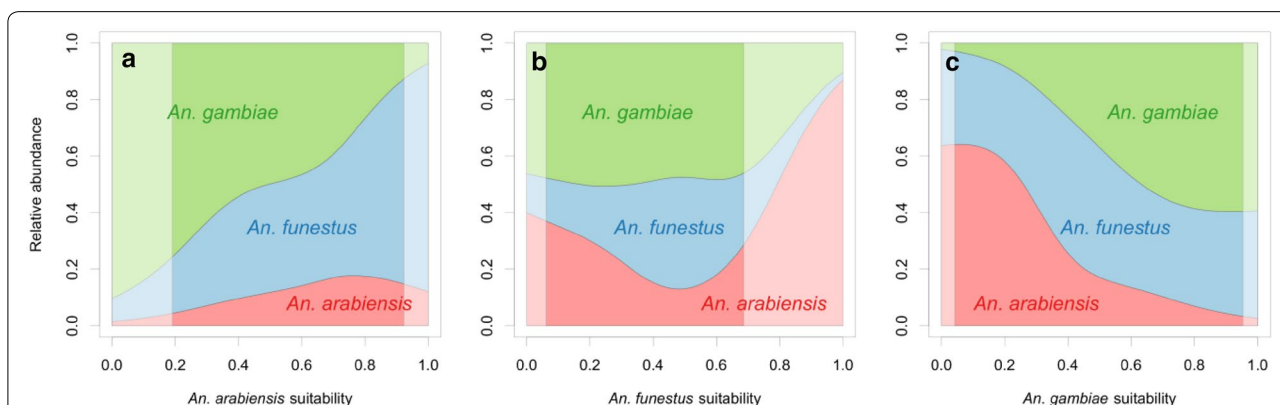 a
b
c
Relative abundance
1.0
0.8
0.6
0.4
0.2
0.0
An. gambiae
An. funestus
An. arabiensis
0.0 0.2 0.4 0.6 0.8 1.0
An. arabiensis suitability
1.0
0.8
0.6
0.4
0.2
0.0
An. gambiae
An. funestus
An. arabiensis
0.0 0.2 0.4 0.6 0.8 1.0
An. funestus suitability
1.0
0.8
0.6
0.4
0.2
0.0
An. gambiae
An. funestus
An. arabiensis
0.0 0.2 0.4 0.6 0.8 1.0
An. gambiae suitability